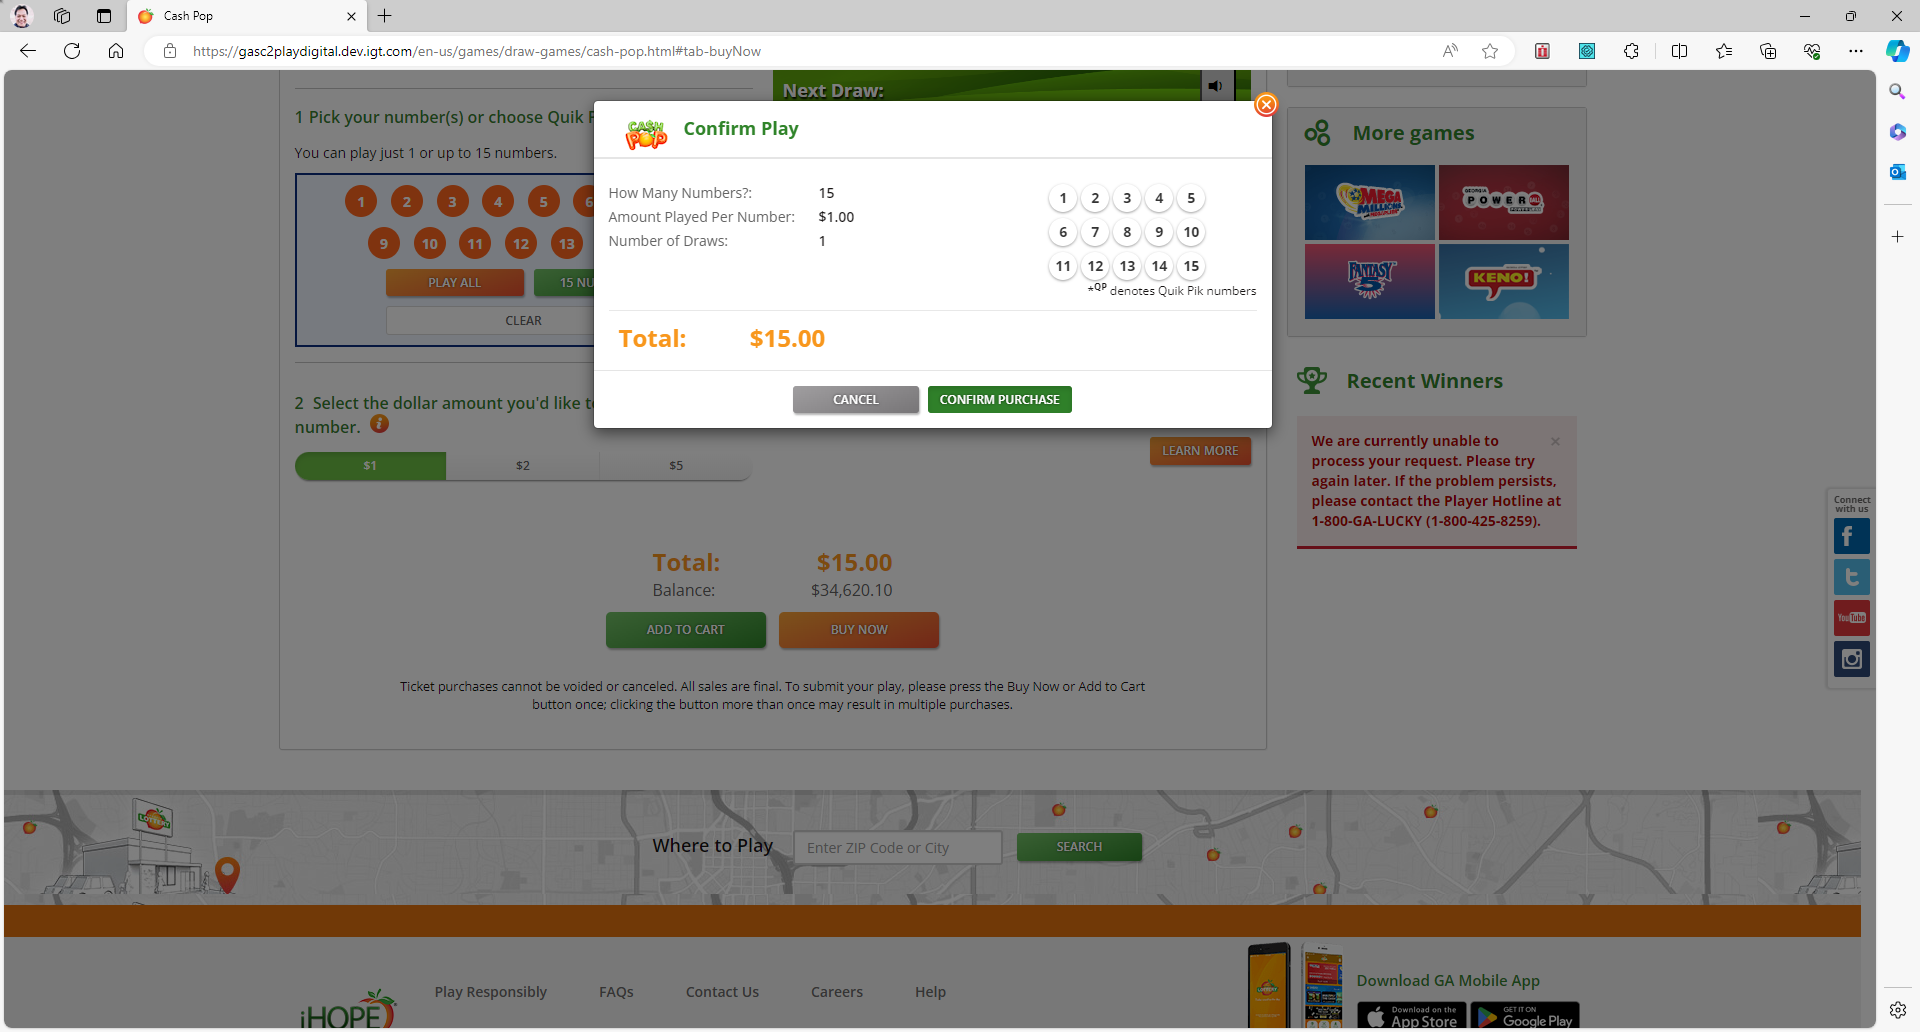 Cash Pop
https://gasc2playdigital.dev.igt.com/en-us/games/draw-games/cash-pop.html#tab-buyNow
Next Draw:
1 Pick your number(s) or choose Quik
You can play just 1 or up to 15 numbers.
1 2 3 4 5 6
9 10 11 12 13
PLAY ALL
15 NU
CLEAR
2 Select the dollar amount you'd like to
number.
$1 $2 $5
CASH POP
Confirm Play
How Many Numbers?: 15
Amount Played Per Number: $1.00
Number of Draws: 1
1 2 3 4 5
6 7 8 9 10
11 12 13 14 15
*QP denotes Quik Pik numbers
Total: $15.00
CANCEL
CONFIRM PURCHASE
LEARN MORE
Total: $15.00
Balance: $34,620.10
ADD TO CART
BUY NOW
Ticket purchases cannot be voided or canceled. All sales are final. To submit your play, please press the Buy Now or Add to Cart
button once; clicking the button more than once may result in multiple purchases.
More games
MEGA MILLIONS
GEORGIA POWERBALL
FANTASY 5
KENO!
Recent Winners
We are currently unable to
process your request. Please try
again later. If the problem persists,
please contact the Player Hotline at
1-800-GA-LUCKY (1-800-425-8259).
Connect
with us
YouTube
LOTTERY
Where to Play
Enter ZIP Code or City
SEARCH
iHOPE
Play Responsibly
FAQs
Contact Us
Careers
Help
Download GA Mobile App
Download on the
App Store
GET IT ON
Google Play